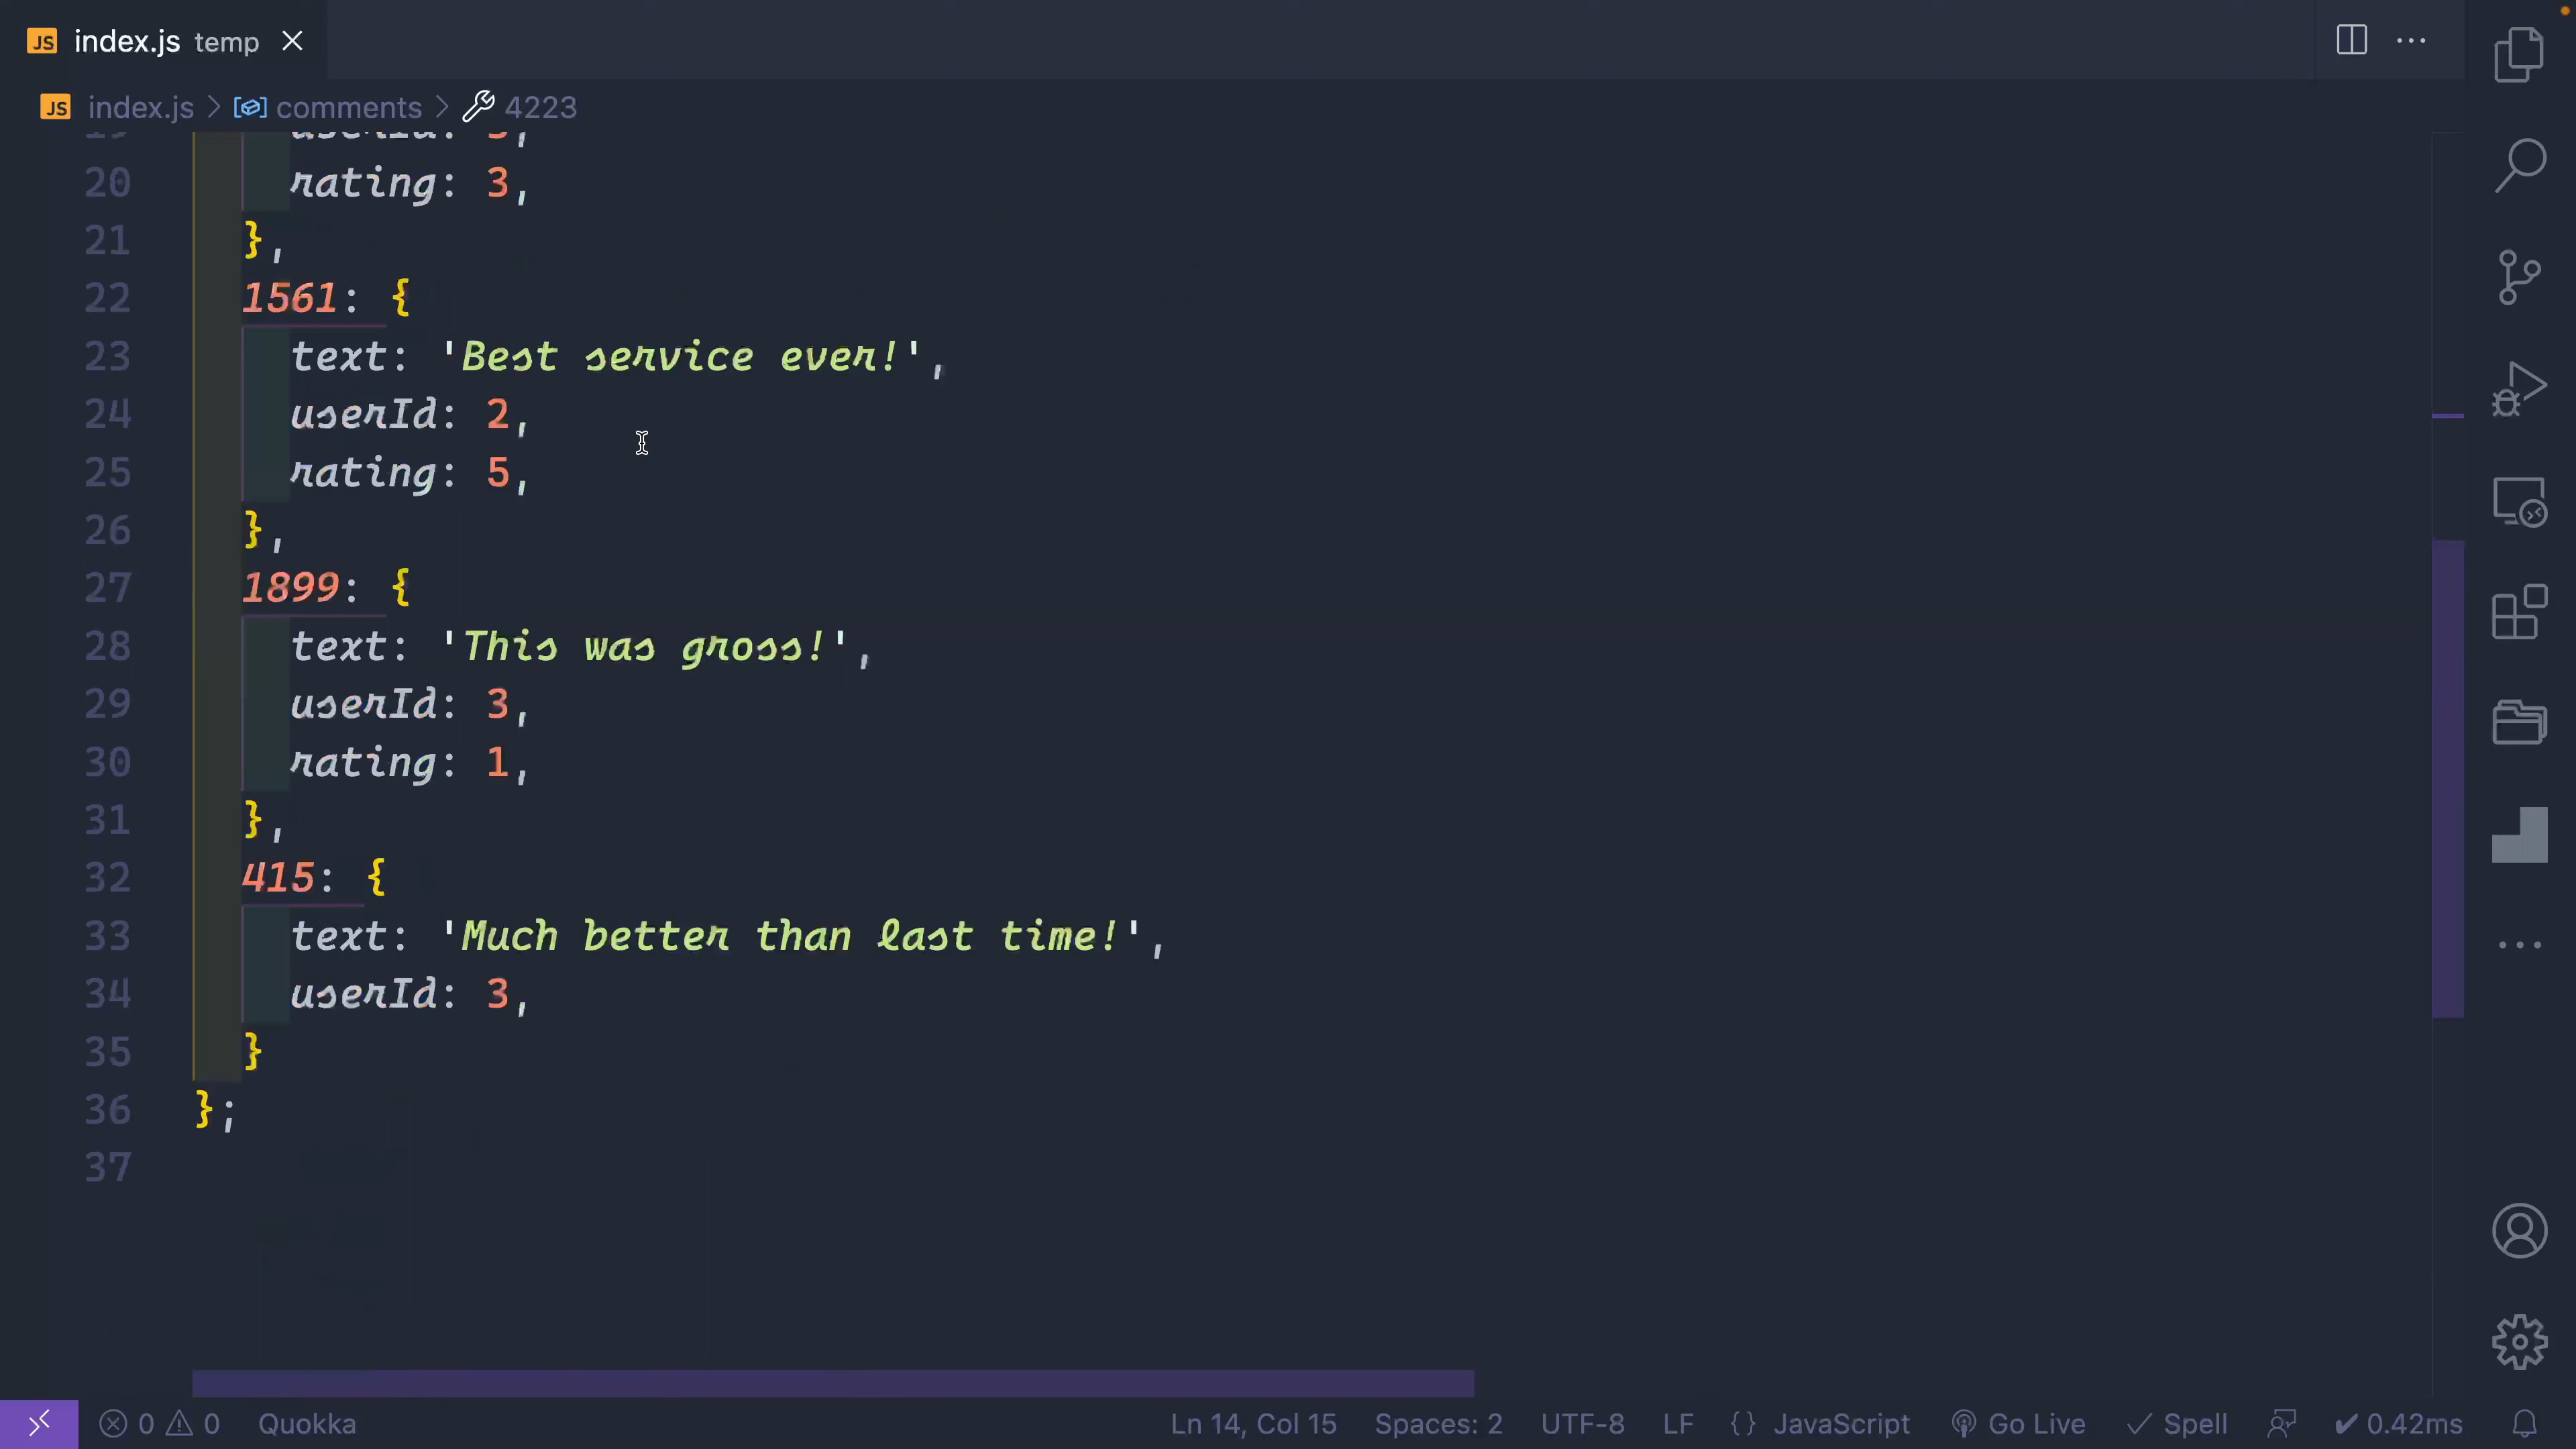 JS index.js temp
JS index.js > comments > 4223
20 rating: 3,
21 },
22 1561: {
23 text: 'Best service ever!',
24 userId: 2,
25 rating: 5,
26 },
27 1899: {
28 text: 'This was gross!',
29 userId: 3,
30 rating: 1,
31 },
32 415: {
33 text: 'Much better than last time!',
34 userId: 3,
35 }
36 };
37
0 0 Quokka Ln 14, Col 15 Spaces: 2 UTF-8 LF {} JavaScript Go Live ✓ Spell ✔ 0.42ms